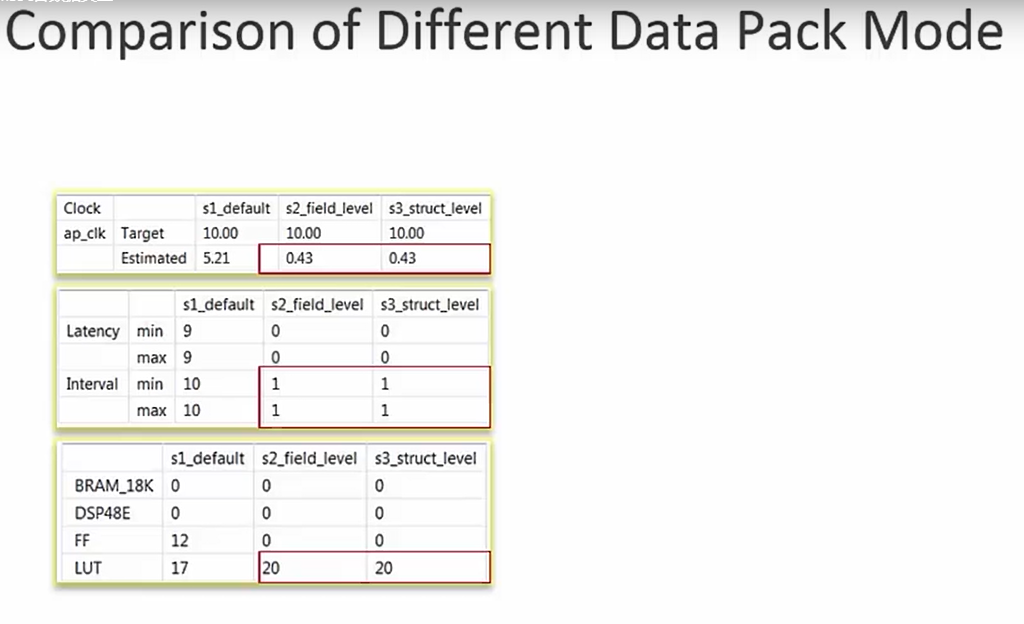 Comparison of Different Data Pack Mode
Clock s1_default s2_field_level s3_struct_level
ap_clk Target 10.00 10.00 10.00
Estimated 5.21 0.43 0.43
s1_default s2_field_level s3_struct_level
Latency min 9 0 0
max 9 0 0
Interval min 10 1 1
max 10 1 1
s1_default s2_field_level s3_struct_level
BRAM_18K 0 0 0
DSP48E 0 0 0
FF 12 0 0
LUT 17 20 20